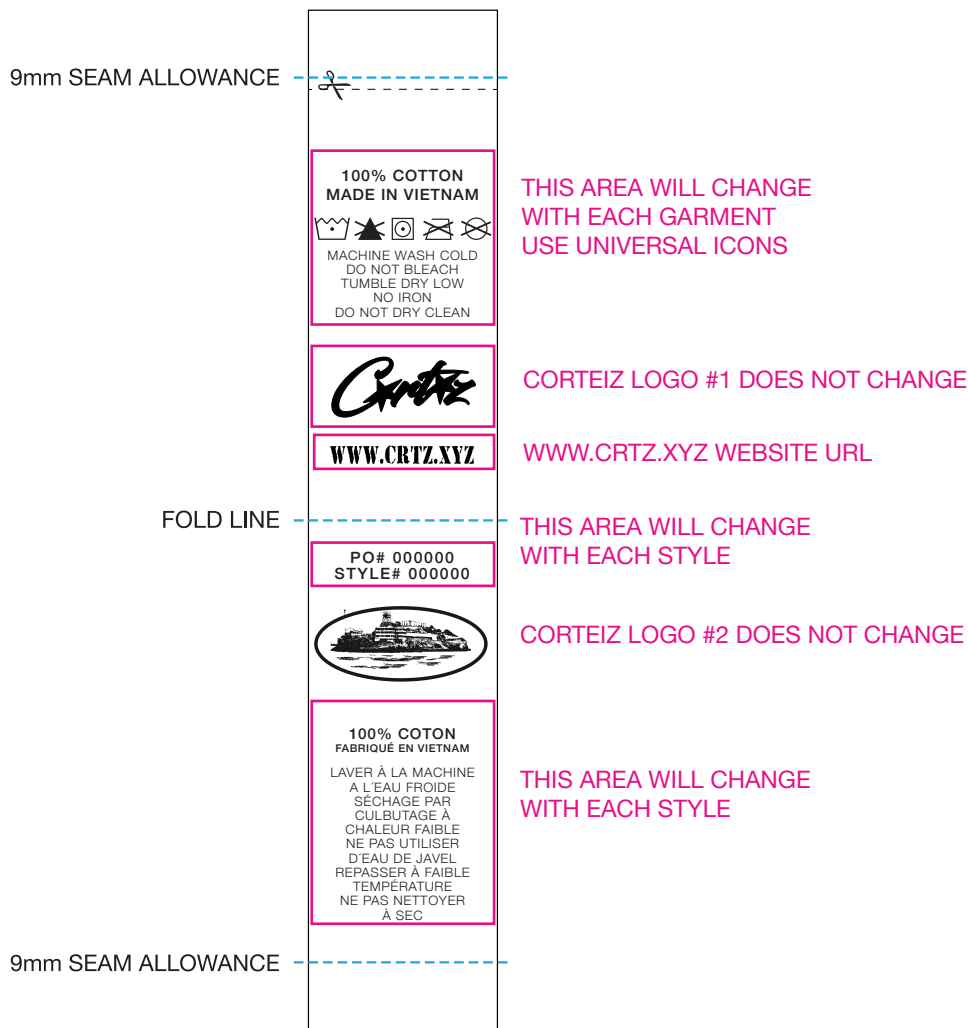 9mm SEAM ALLOWANCE
100% COTTON
MADE IN VIETNAM
MACHINE WASH COLD
DO NOT BLEACH
TUMBLE DRY LOW
NO IRON
DO NOT DRY CLEAN
THIS AREA WILL CHANGE
WITH EACH GARMENT
USE UNIVERSAL ICONS
Crtz
CORTEIZ LOGO #1 DOES NOT CHANGE
WWW.CRTZ.XYZ
WWW.CRTZ.XYZ WEBSITE URL
FOLD LINE
THIS AREA WILL CHANGE
WITH EACH STYLE
PO# 000000
STYLE# 000000
CORTEIZ LOGO #2 DOES NOT CHANGE
100% COTON
FABRIQUÉ EN VIETNAM
LAVER À LA MACHINE
A L´EAU FROIDE
SÉCHAGE PAR
CULBUTAGE À
CHALEUR FAIBLE
NE PAS UTILISER
D´EAU DE JAVEL
REPASSER À FAIBLE
TEMPÉRATURE
NE PAS NETTOYER
À SEC
THIS AREA WILL CHANGE
WITH EACH STYLE
9mm SEAM ALLOWANCE